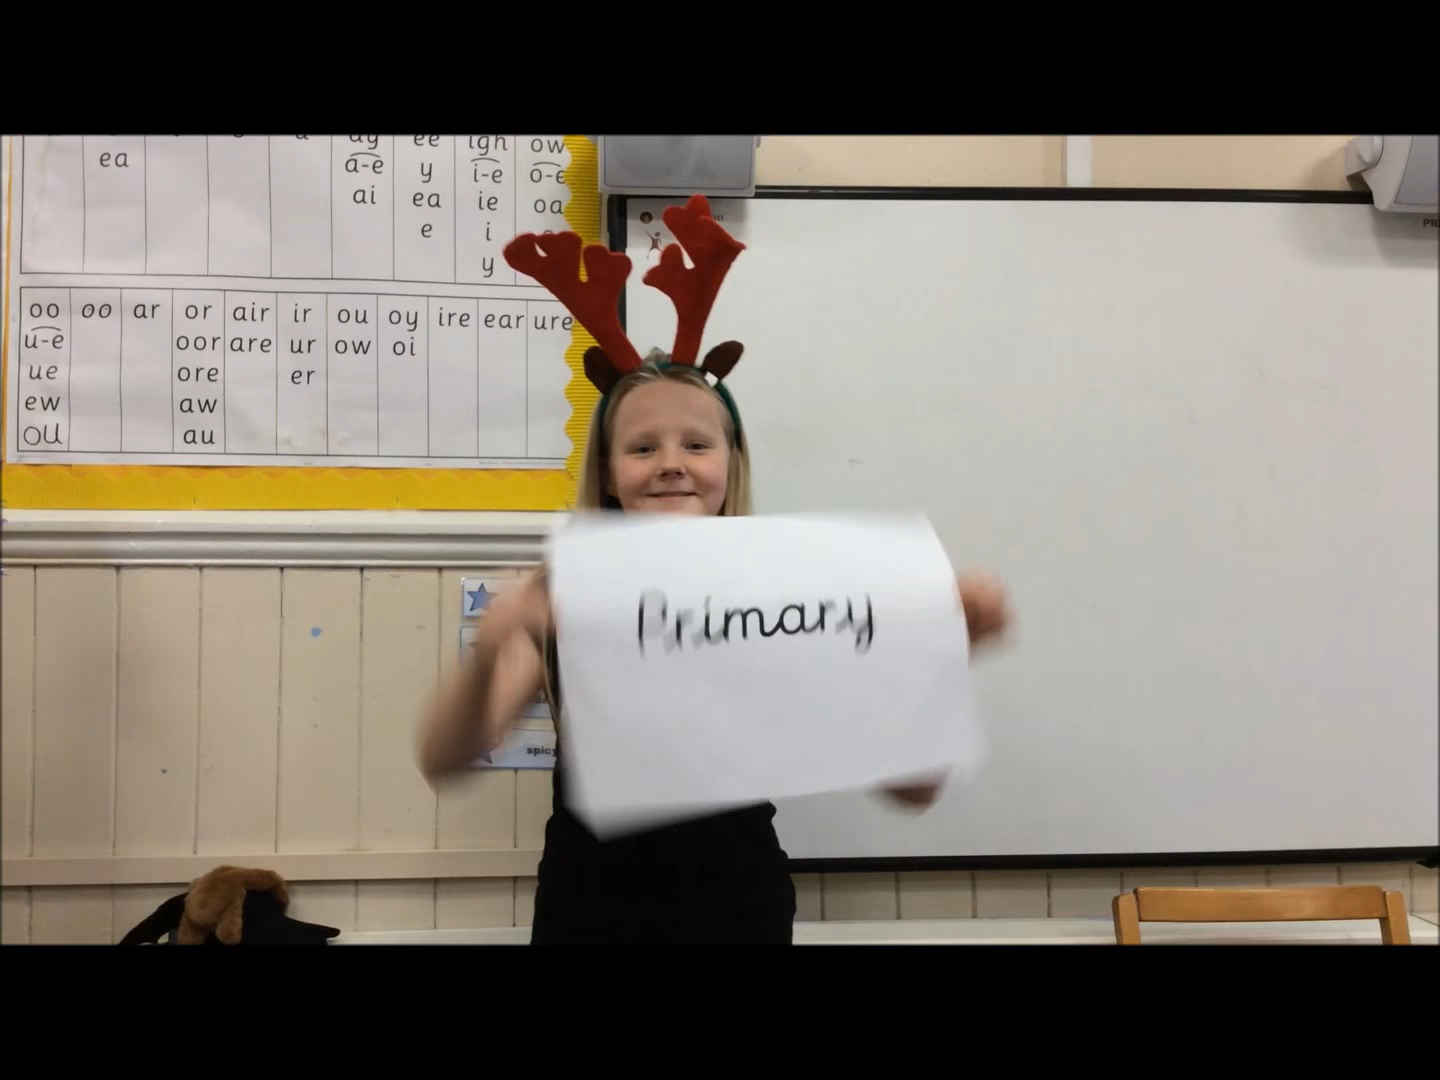 ea
ay
a-e
ai
ee
y
ea
e
igh
i-e
ie
i
y
ow
o-e
oa
oo
u-e
ue
ew
ou
oo
ar
or
oor
ore
aw
au
air
are
ir
ur
er
ou
ow
oy
oi
ire
ear
ure
Primary
spicy